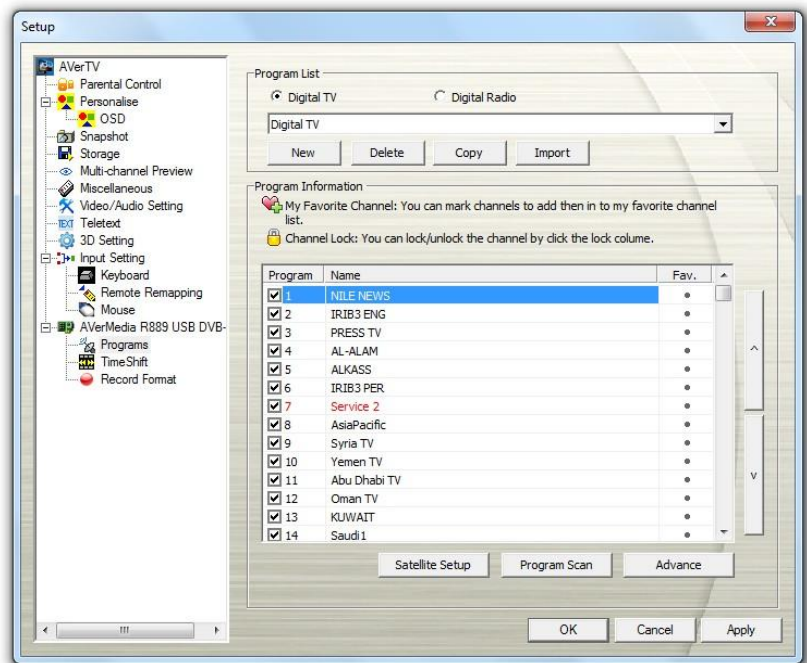 Setup
x
AVerTV
Parental Control
Personalise
OSD
Snapshot
Storage
Multi-channel Preview
Miscellaneous
Video/Audio Setting
TEXT Teletext
3D Setting
Input Setting
Keyboard
Remote Remapping
Mouse
AVerMedia R889 USB DVB-
Programs
TimeShift
Record Format
Program List
Digital TV Digital Radio
Digital TV
New Delete Copy Import
Program Information
My Favorite Channel: You can mark channels to add then in to my favorite channel
list.
Channel Lock: You can lock/unlock the channel by click the lock colume.
Program Name Fav.
1 NILE NEWS
2 IRIB3 ENG
3 PRESS TV
4 AL-ALAM
5 ALKASS
6 IRIB3 PER
7 Service 2
8 AsiaPacific
9 Syria TV
10 Yemen TV
11 Abu Dhabi TV
12 Oman TV
13 KUWAIT
14 Saudi1
^
v
Satellite Setup Program Scan Advance
OK Cancel Apply